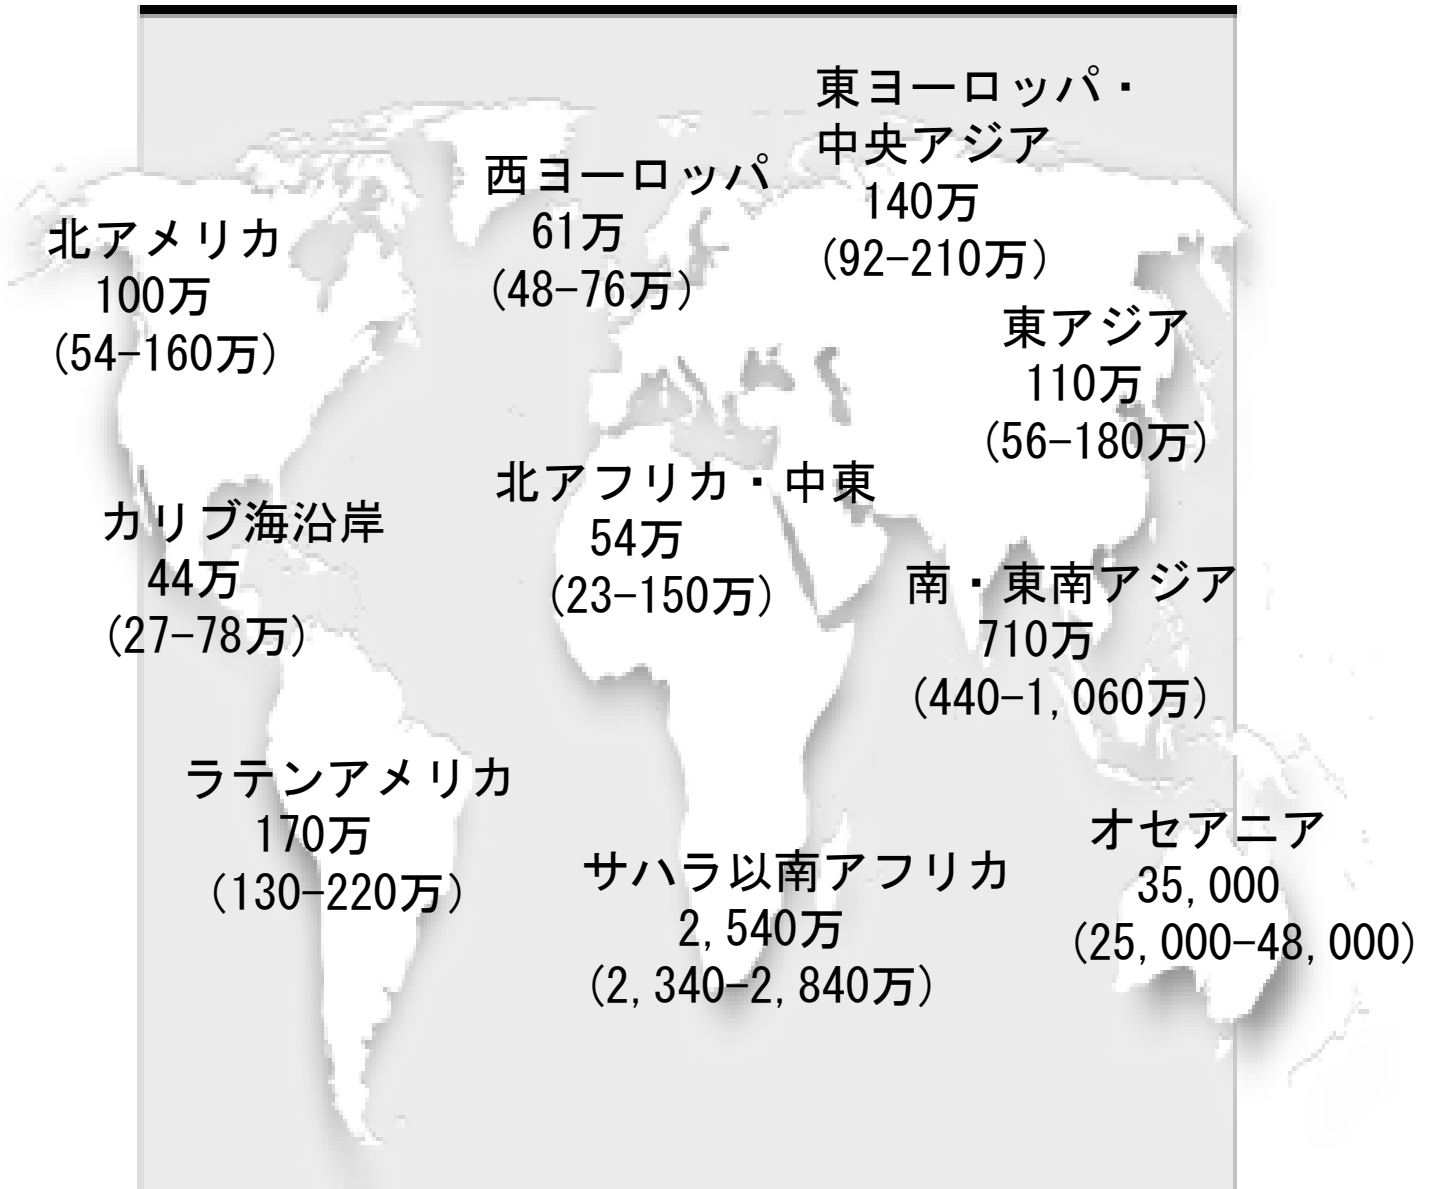 東ヨーロッパ・
中央アジア
140万
(92-210万)
西ヨーロッパ
61万
(48-76万)
北アメリカ
100万
(54-160万)
東アジア
110万
(56-180万)
北アフリカ・中東
54万
(23-150万)
カリブ海沿岸
44万
(27-78万)
南・東南アジア
710万
(440-1,060万)
ラテンアメリカ
170万
(130-220万)
サハラ以南アフリカ
2,540万
(2,340-2,840万)
オセアニア
35,000
(25,000-48,000)